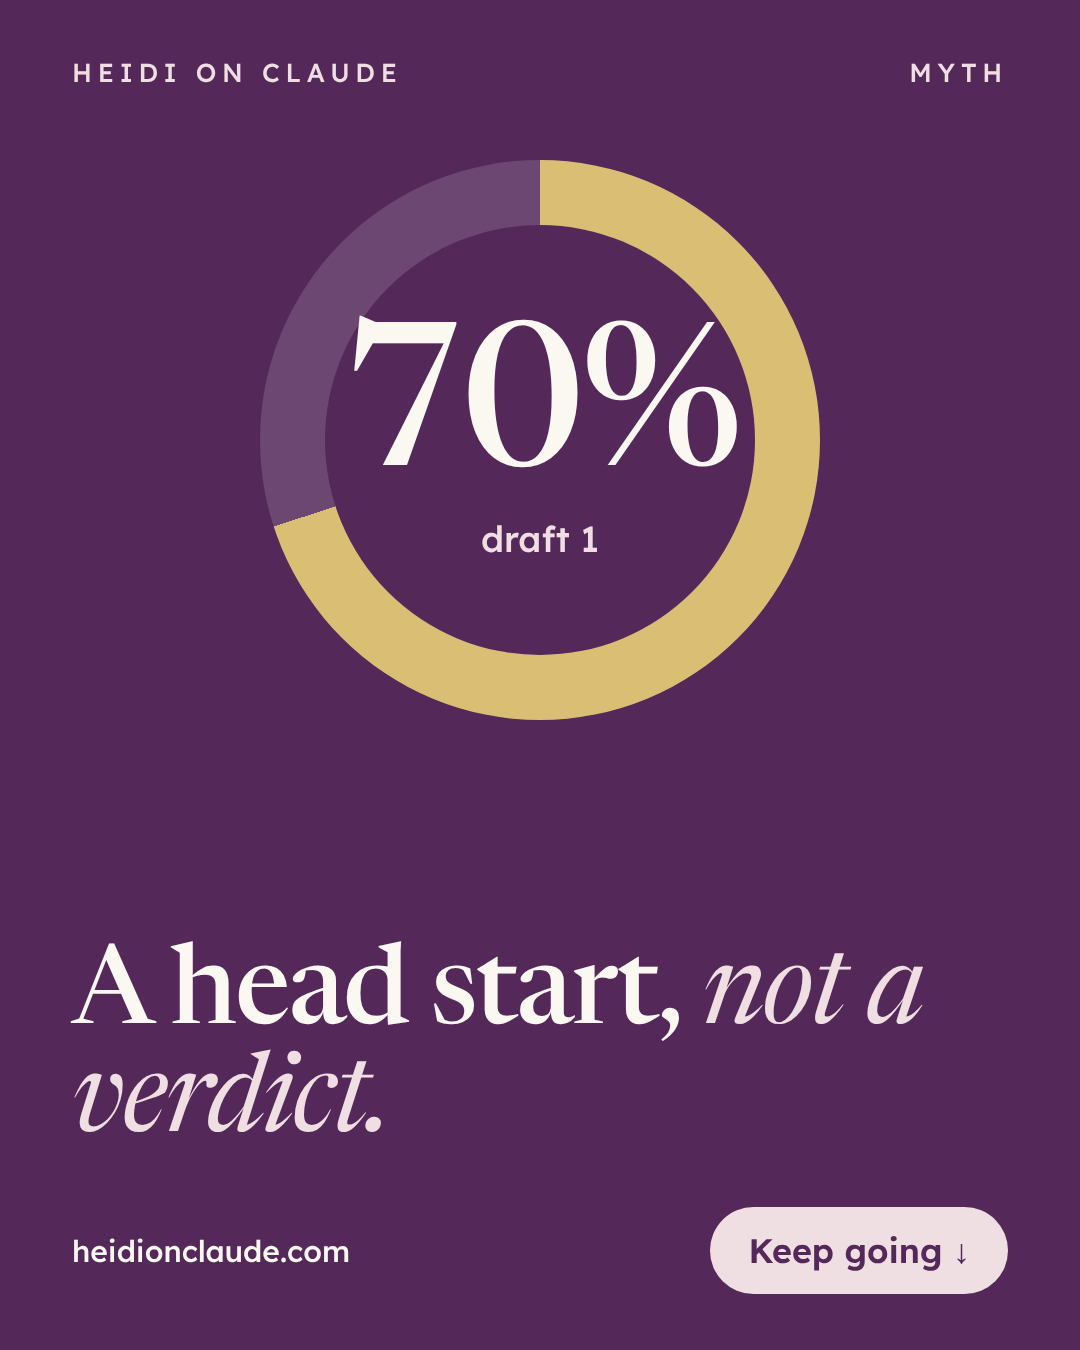 HEIDI ON CLAUDE
MYTH
70%
draft 1
A head start, not a
verdict.
heidionclaude.com
Keep going ↓